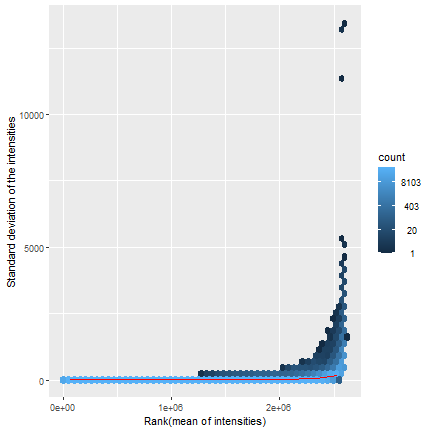 Standard deviation of the intensities
10000
5000
0
0e+00
1e+06
2e+06
Rank(mean of intensities)
count
8103
403
20
1